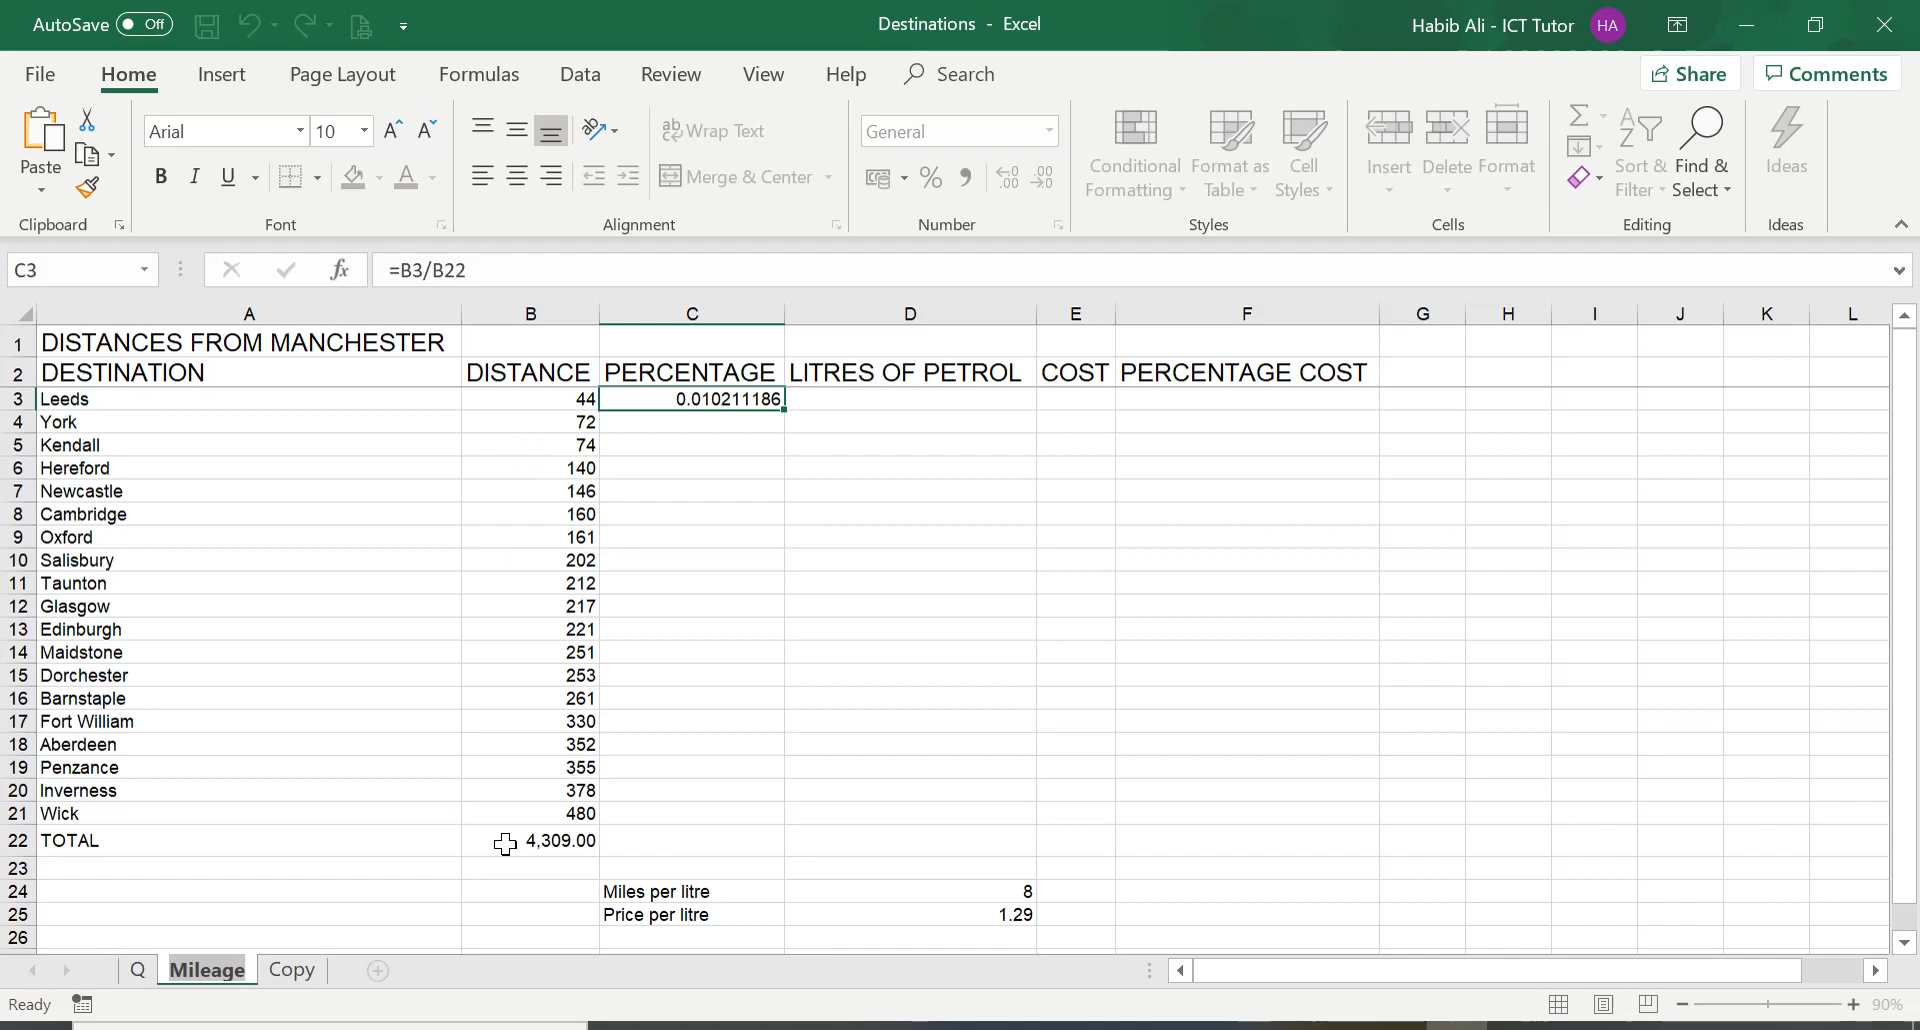 AutoSave Off Destinations - Excel Habib Ali - ICT Tutor HA
File Home Insert Page Layout Formulas Data Review View Help Search Share Comments
Arial 10 ab Wrap Text General
Paste Merge & Center Conditional Formatting Format as Table Cell Styles Insert Delete Format Sort & Filter Find & Select Ideas
Clipboard Font Alignment Number Styles Cells Editing Ideas
C3 fx =B3/B22
A B C D E F G H I J K L
1 DISTANCES FROM MANCHESTER
2 DESTINATION DISTANCE PERCENTAGE LITRES OF PETROL COST PERCENTAGE COST
3 Leeds 44 0.010211186
4 York 72
5 Kendall 74
6 Hereford 140
7 Newcastle 146
8 Cambridge 160
9 Oxford 161
10 Salisbury 202
11 Taunton 212
12 Glasgow 217
13 Edinburgh 221
14 Maidstone 251
15 Dorchester 253
16 Barnstaple 261
17 Fort William 330
18 Aberdeen 352
19 Penzance 355
20 Inverness 378
21 Wick 480
22 TOTAL 4,309.00
23
24 Miles per litre 8
25 Price per litre 1.29
26
Q Mileage Copy
Ready 90%